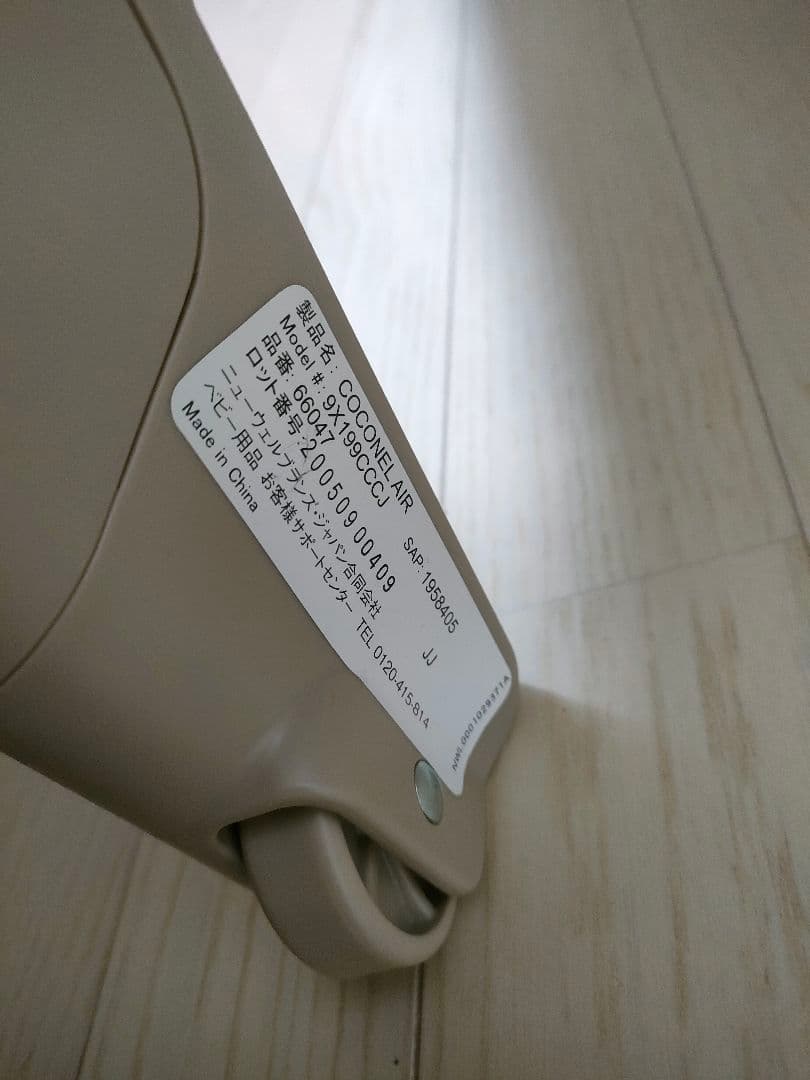 製品名: COCONEL AIR
Model #: 9X199CCCJ SAP: 1958405
品番: 66047
ロット番号: 200509 00409 JJ
ニューウェルブランズ・ジャパン合同会社
ベビー用品 お客様サポートセンター TEL 0120-415-814
Made in China
NWL0001029371A